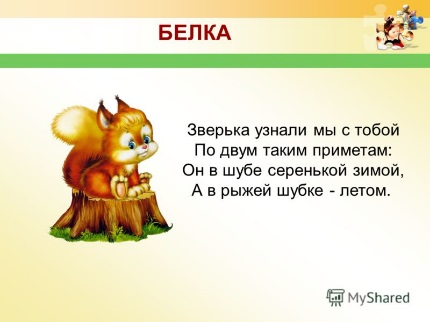 БЕЛКА
Зверька узнали мы с тобой
По двум таким приметам:
Он в шубе серенькой зимой,
А в рыжей шубке - летом.
MyShared